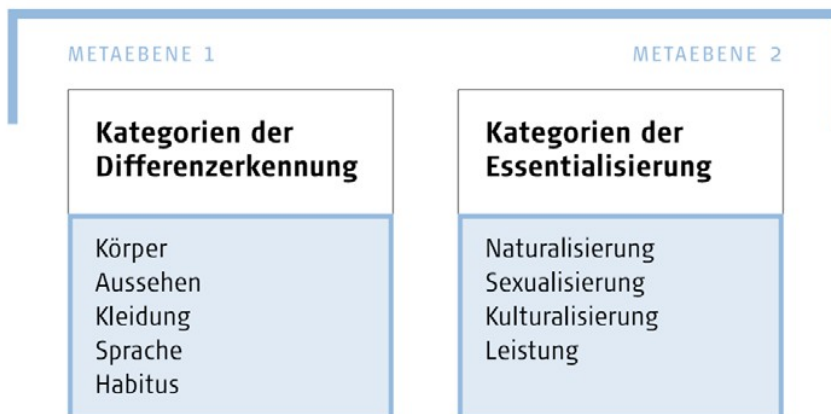 METAEBENE 1
Kategorien der
Differenzerkennung
Körper
Aussehen
Kleidung
Sprache
Habitus
METAEBENE 2
Kategorien der
Essentialisierung
Naturalisierung
Sexualisierung
Kulturalisierung
Leistung